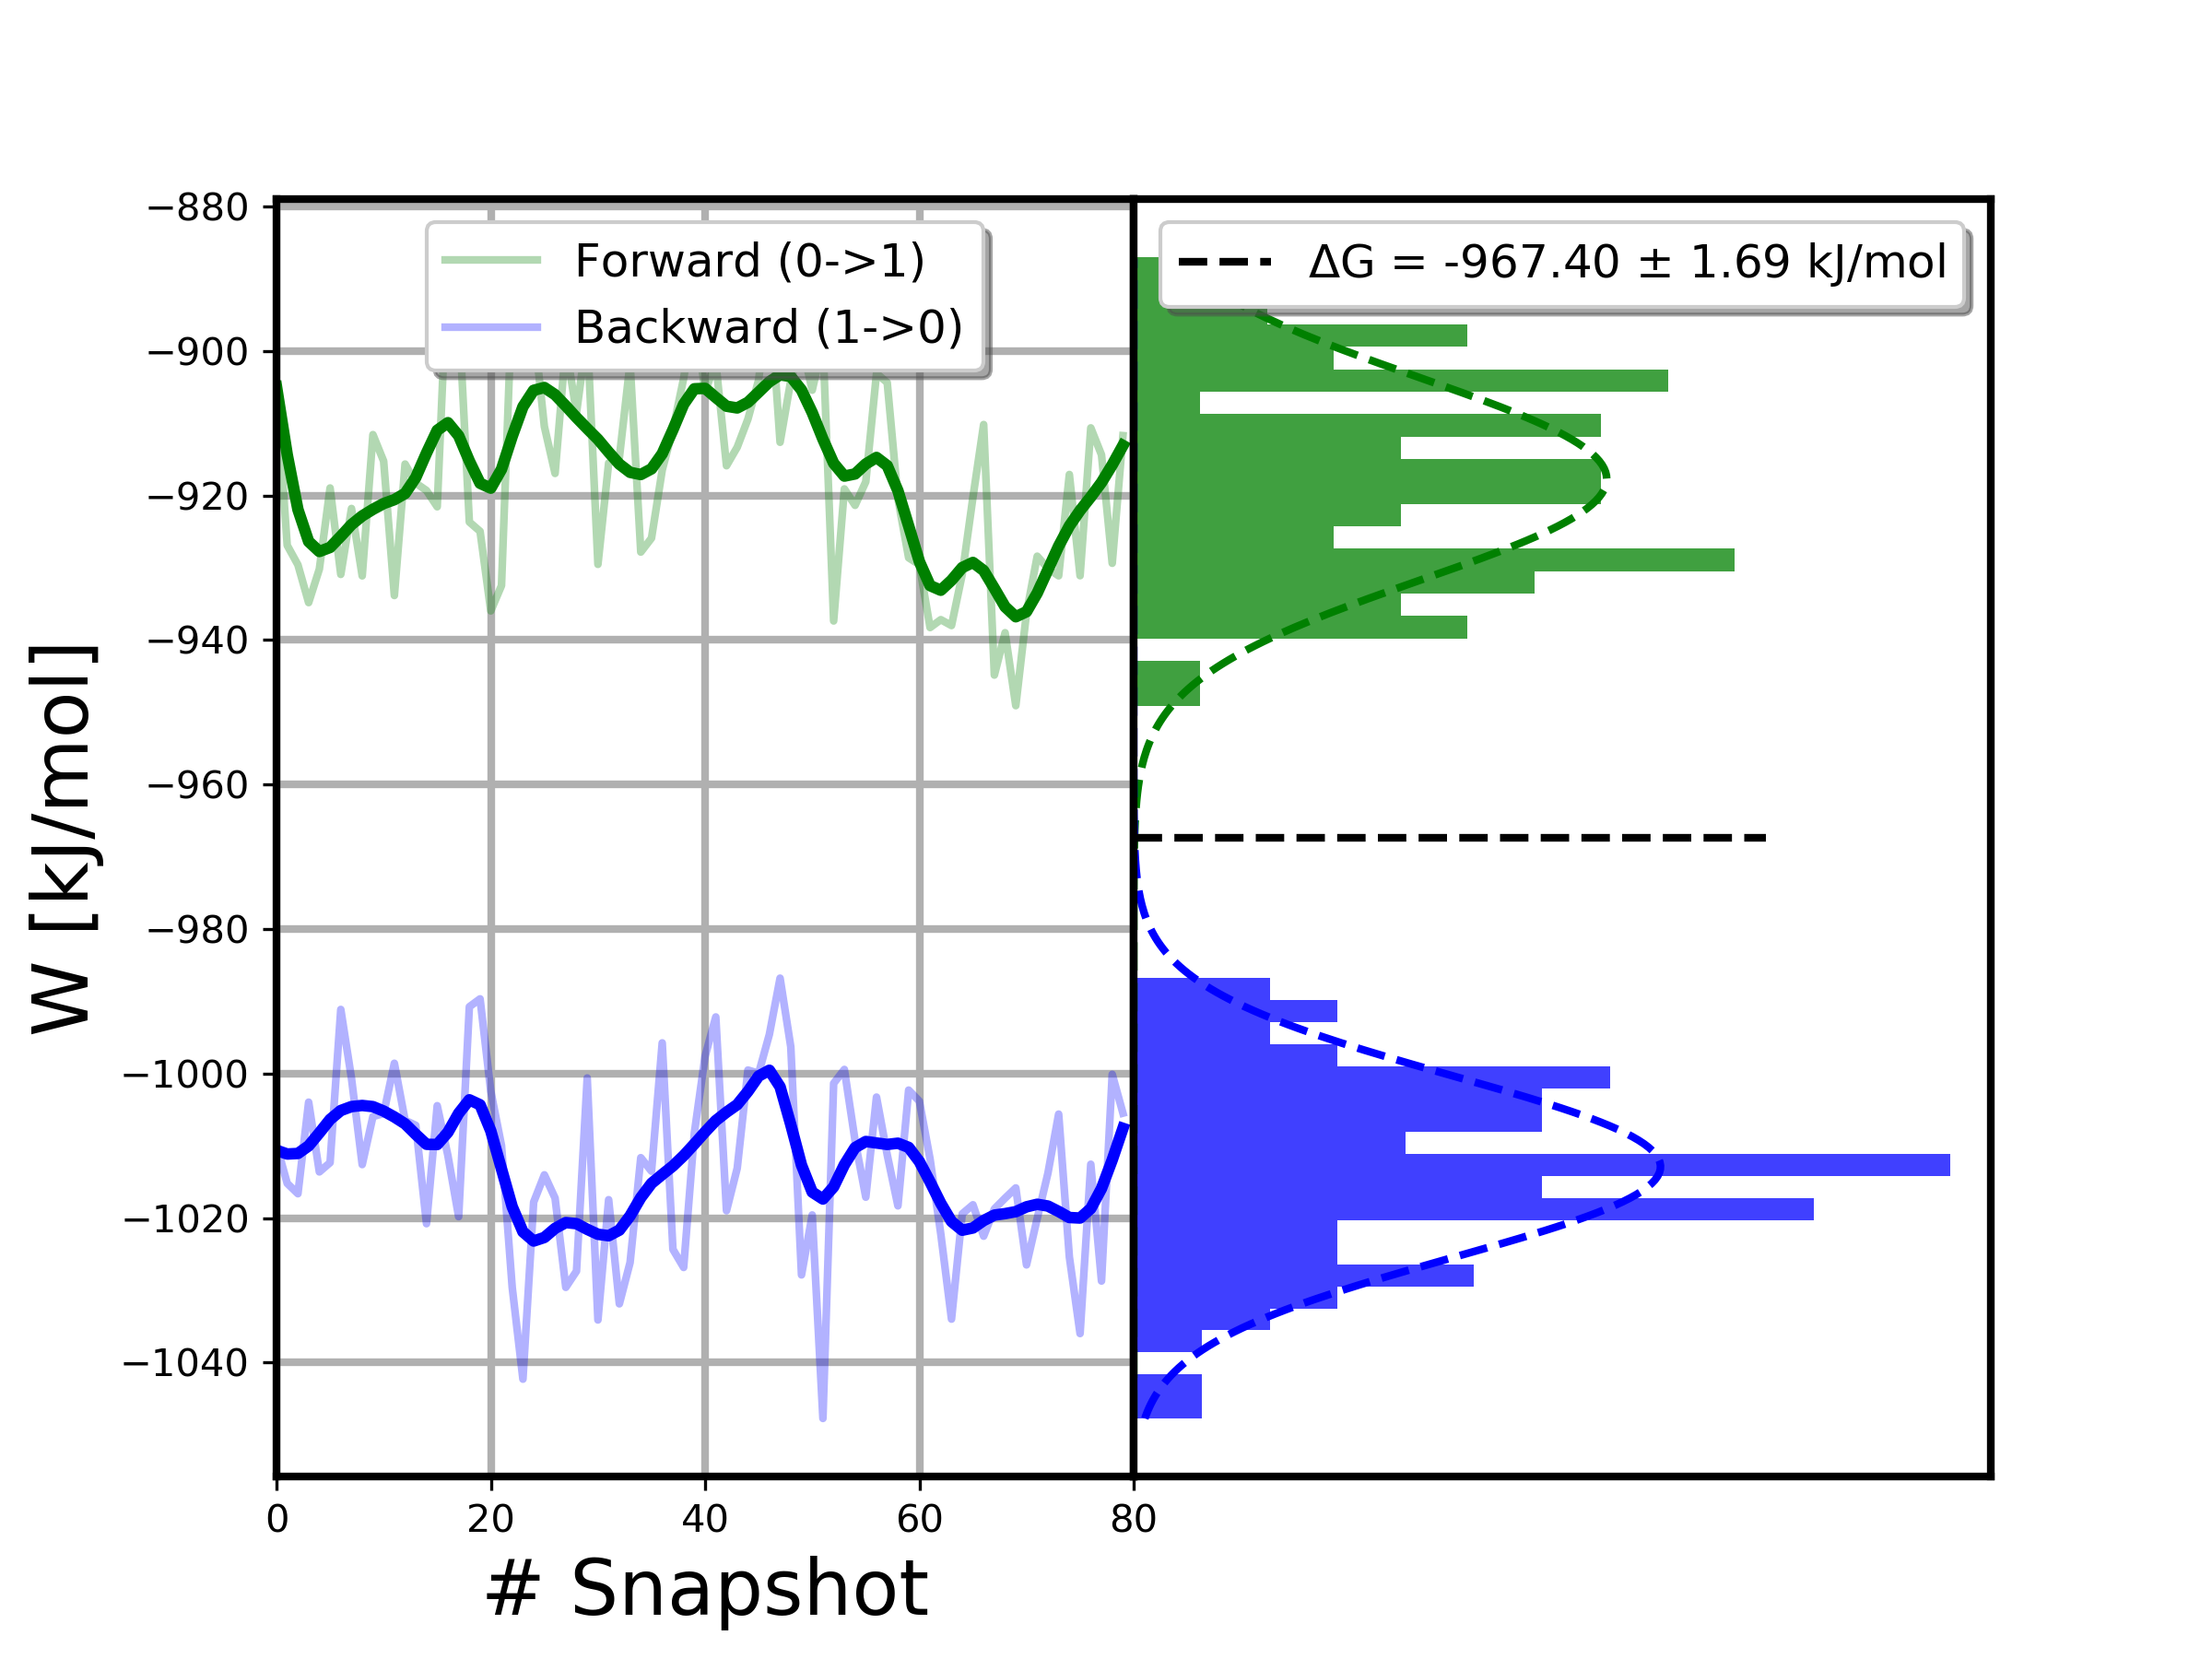 Forward (0->1)
Backward (1->0)
ΔG = -967.40 ± 1.69 kJ/mol
W [kJ/mol]
−880
−900
−920
−940
−960
−980
−1000
−1020
−1040
0 20 40 60 80
# Snapshot